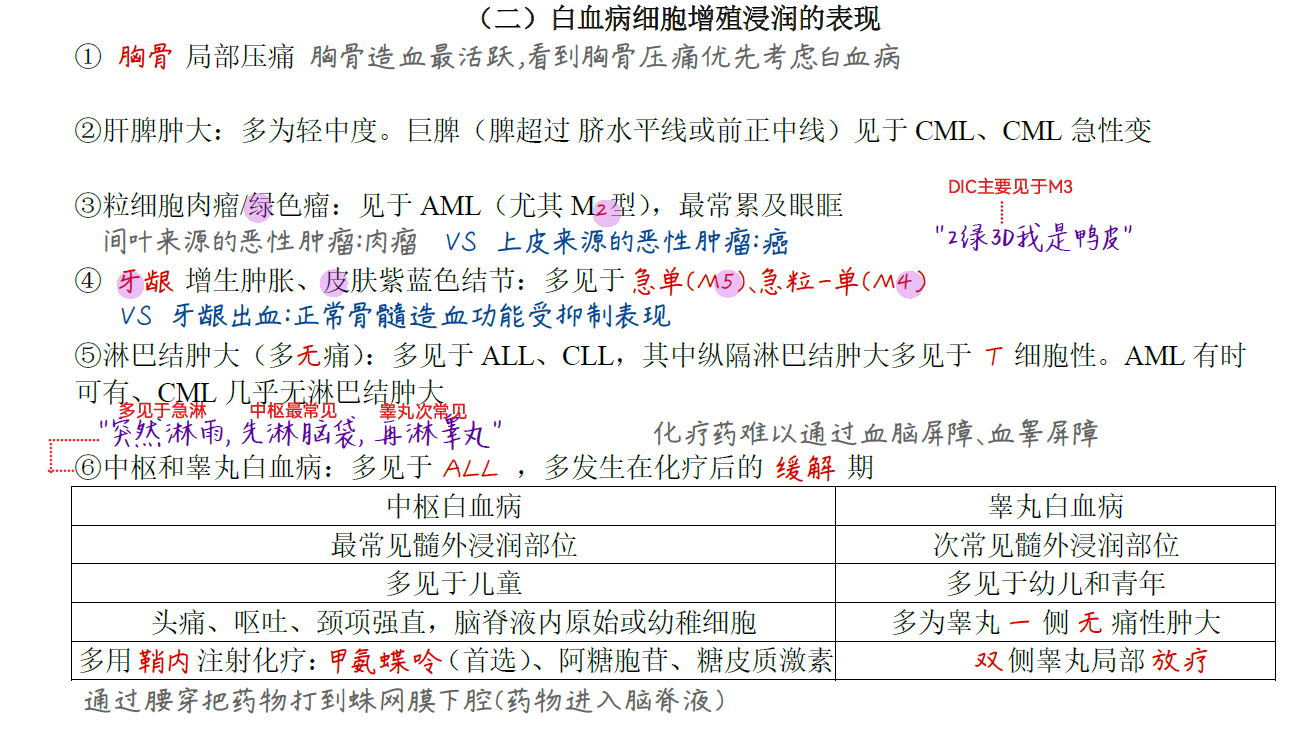 （二）白血病细胞增殖浸润的表现
① 胸骨 局部压痛 胸骨造血最活跃,看到胸骨压痛优先考虑白血病
②肝脾肿大：多为轻中度。巨脾（脾超过 脐水平线或前正中线）见于 CML、CML 急性变
DIC主要见于M3
③粒细胞肉瘤/绿色瘤：见于 AML（尤其 M2型），最常累及眼眶
间叶来源的恶性肿瘤:肉瘤 VS 上皮来源的恶性肿瘤:癌
"2绿3D我是鸭皮"
④ 牙龈 增生肿胀、皮肤紫蓝色结节：多见于 急单(M5)、急粒-单(M4)
VS 牙龈出血:正常骨髓造血功能受抑制表现
⑤淋巴结肿大（多无痛）：多见于 ALL、CLL，其中纵隔淋巴结肿大多见于 T 细胞性。AML 有时
可有、CML 几乎无淋巴结肿大
多见于急淋 中枢最常见 睾丸次常见
"突然淋雨, 先淋脑袋, 再淋睾丸"
化疗药难以通过血脑屏障、血睾屏障
⑥中枢和睾丸白血病：多见于 ALL ，多发生在化疗后的 缓解 期
中枢白血病 睾丸白血病
最常见髓外浸润部位 次常见髓外浸润部位
多见于儿童 多见于幼儿和青年
头痛、呕吐、颈项强直，脑脊液内原始或幼稚细胞 多为睾丸 一 侧 无 痛性肿大
多用 鞘内 注射化疗：甲氨蝶呤（首选）、阿糖胞苷、糖皮质激素 双 侧睾丸局部 放疗
通过腰穿把药物打到蛛网膜下腔(药物进入脑脊液)